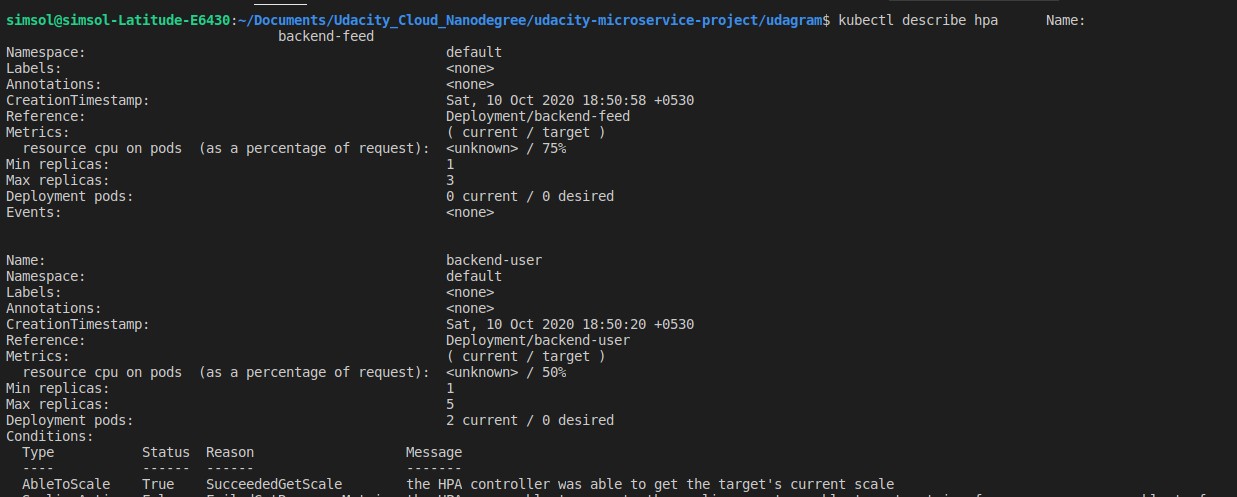 simsol@simsol-Latitude-E6430:~/Documents/Udacity_Cloud_Nanodegree/udacity-microservice-project/udagram$ kubectl describe hpa      Name:
backend-feed
Namespace: default
Labels: <none>
Annotations: <none>
CreationTimestamp: Sat, 10 Oct 2020 18:50:58 +0530
Reference: Deployment/backend-feed
Metrics: ( current / target )
resource cpu on pods  (as a percentage of request):  <unknown> / 75%
Min replicas: 1
Max replicas: 3
Deployment pods: 0 current / 0 desired
Events: <none>
Name: backend-user
Namespace: default
Labels: <none>
Annotations: <none>
CreationTimestamp: Sat, 10 Oct 2020 18:50:20 +0530
Reference: Deployment/backend-user
Metrics: ( current / target )
resource cpu on pods  (as a percentage of request):  <unknown> / 50%
Min replicas: 1
Max replicas: 5
Deployment pods: 2 current / 0 desired
Conditions:
Type Status Reason Message
---- ------ ------ -------
AbleToScale True SucceededGetScale the HPA controller was able to get the target's current scale